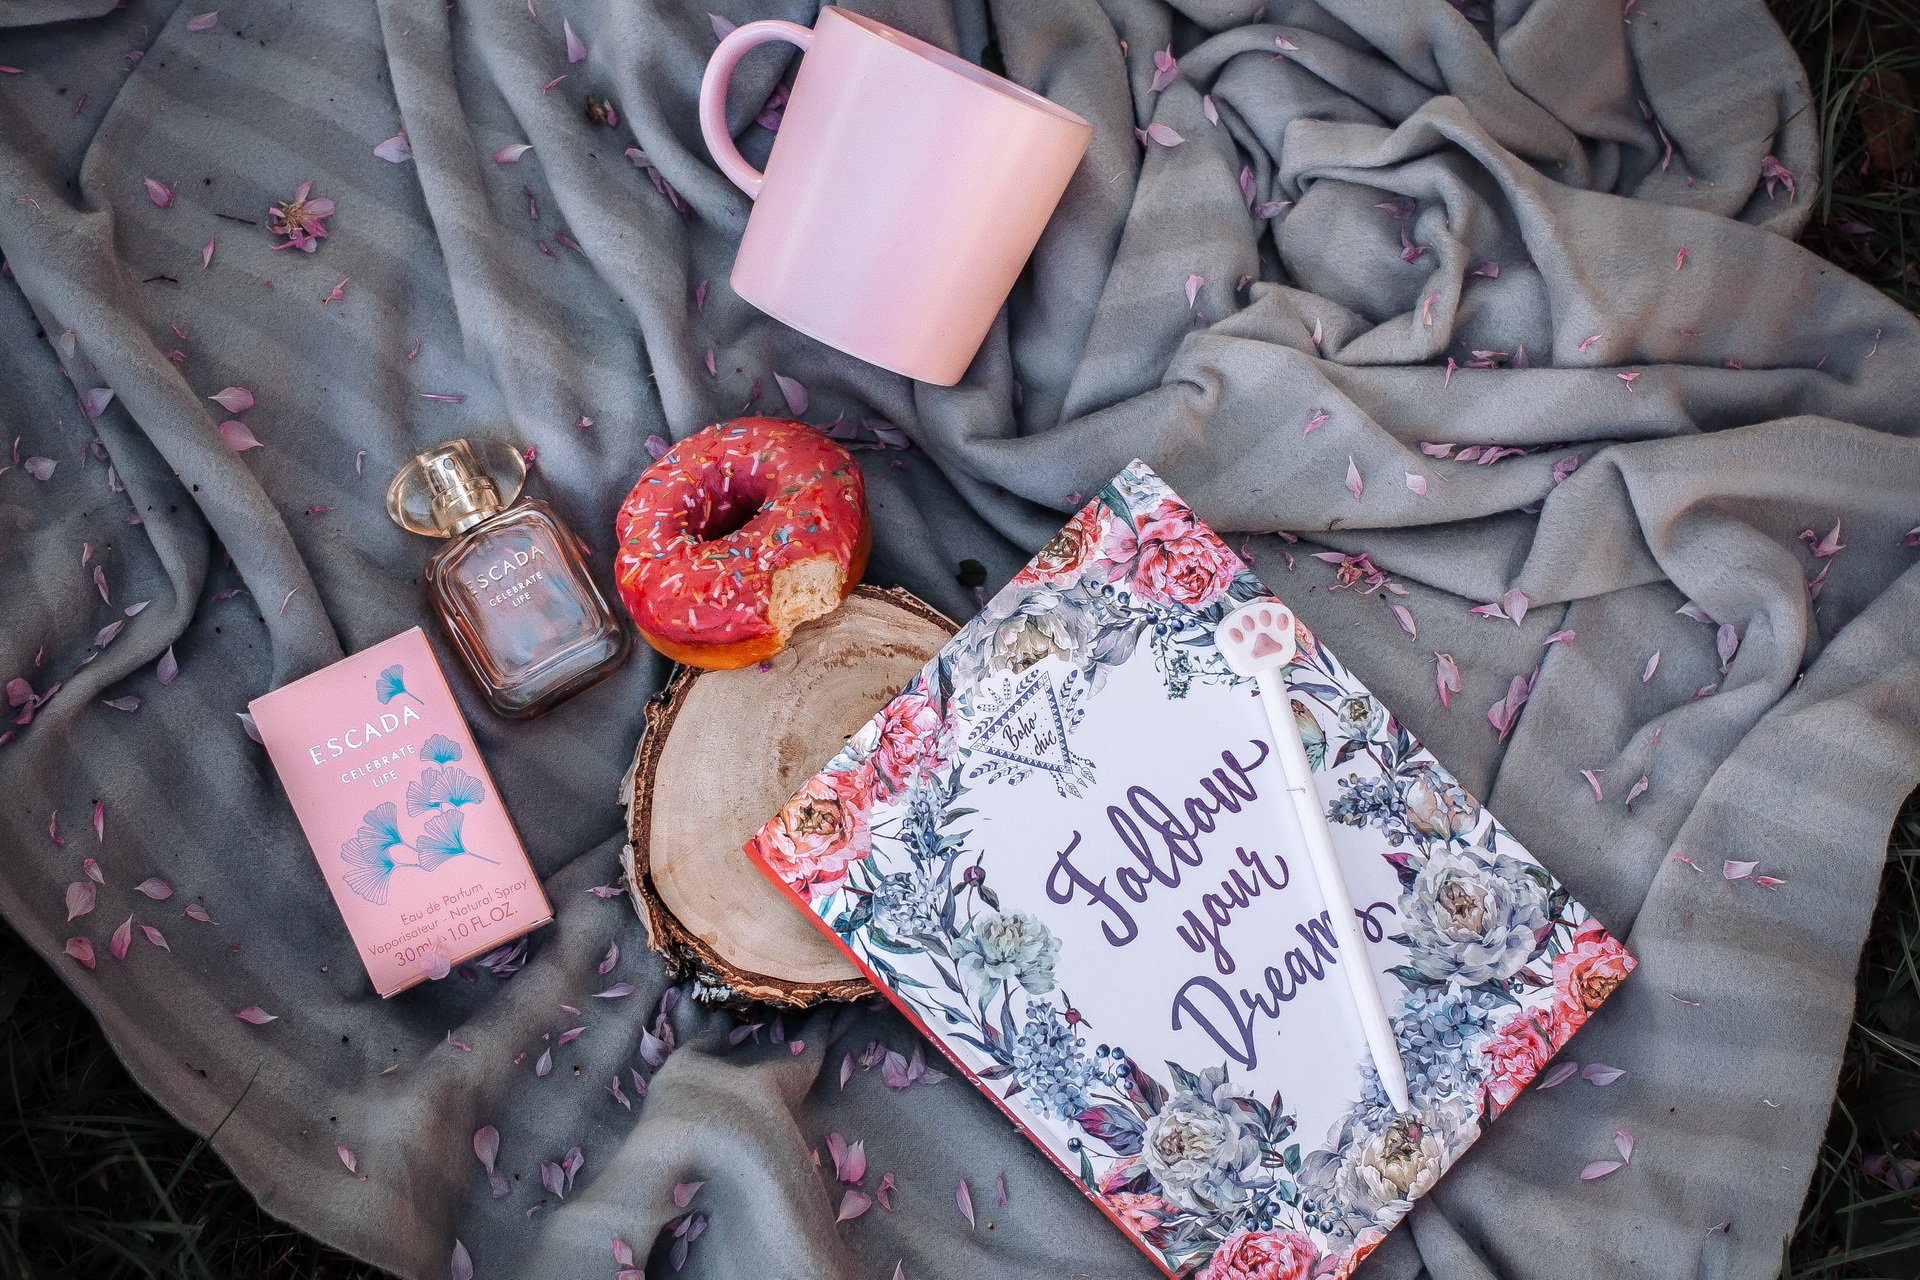 ESCADA
CELEBRATE
LIFE
ESCADA
CELEBRATE
LIFE
Eau de Parfum
Vaporisateur - Natural Spray
30ml 1.0 FL.OZ.
Boho
chic
Follow
your
Dreams